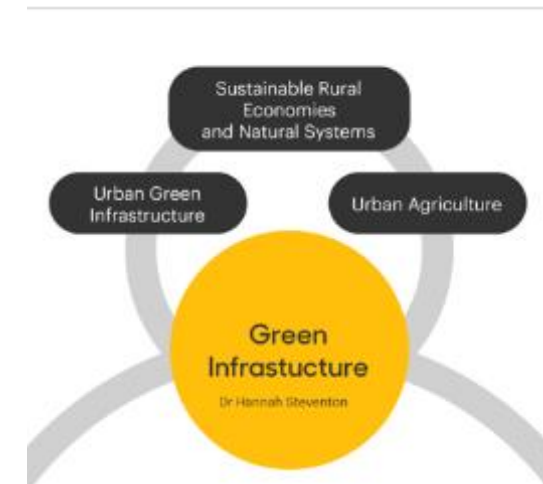 Sustainable Rural
Economies
and Natural Systems
Urban Green
Infrastructure
Urban Agriculture
Green
Infrastucture
Dr Hannah Steventon